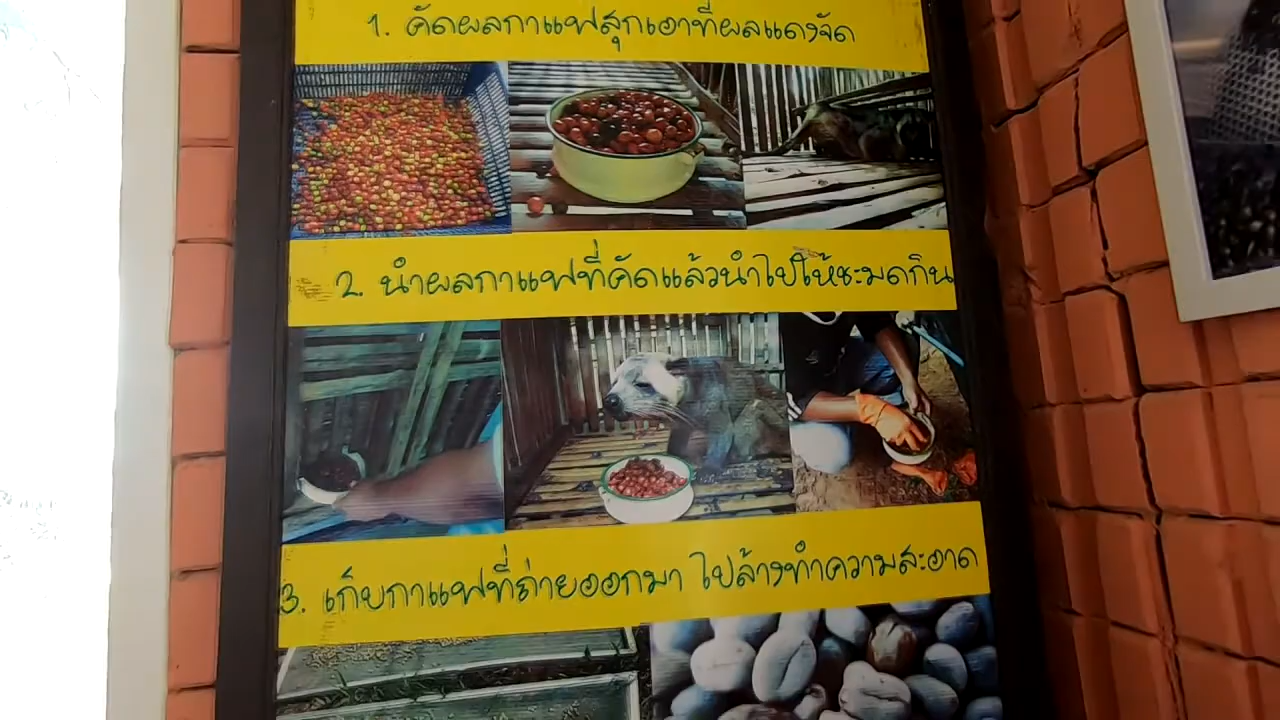 1. คัดผลกาแฟสุกเอาที่ผลแดงจัด
2. นำผลกาแฟที่คัดแล้วนำไปให้ชะมดกิน
3. เก็บกาแฟที่ถ่ายออกมา ไปล้างทำความสะอาด